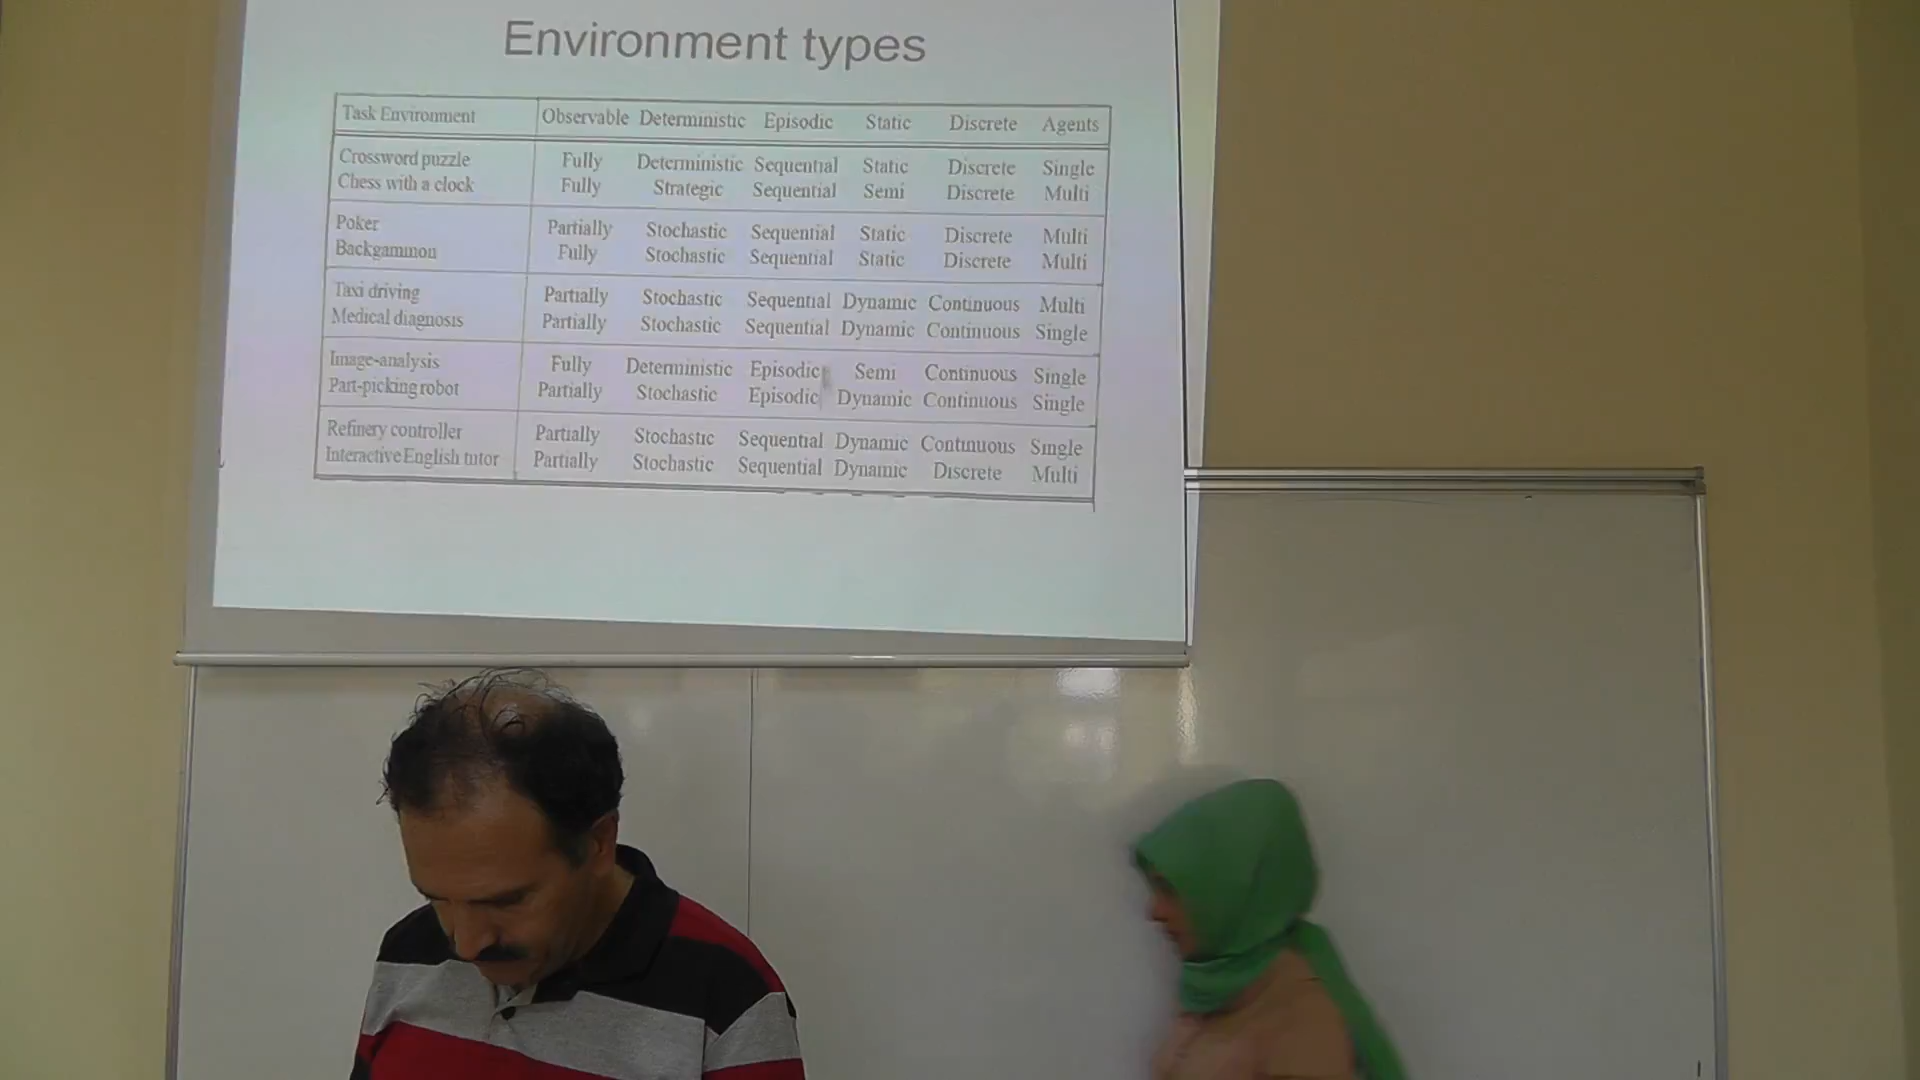 Environment types
Task Environment Observable Deterministic Episodic Static Discrete Agents
Crossword puzzle Fully Deterministic Sequential Static Discrete Single
Chess with a clock Fully Strategic Sequential Semi Discrete Multi
Poker Partially Stochastic Sequential Static Discrete Multi
Backgammon Fully Stochastic Sequential Static Discrete Multi
Taxi driving Partially Stochastic Sequential Dynamic Continuous Multi
Medical diagnosis Partially Stochastic Sequential Dynamic Continuous Single
Image-analysis Fully Deterministic Episodic Semi Continuous Single
Part-picking robot Partially Stochastic Episodic Dynamic Continuous Single
Refinery controller Partially Stochastic Sequential Dynamic Continuous Single
Interactive English tutor Partially Stochastic Sequential Dynamic Discrete Multi